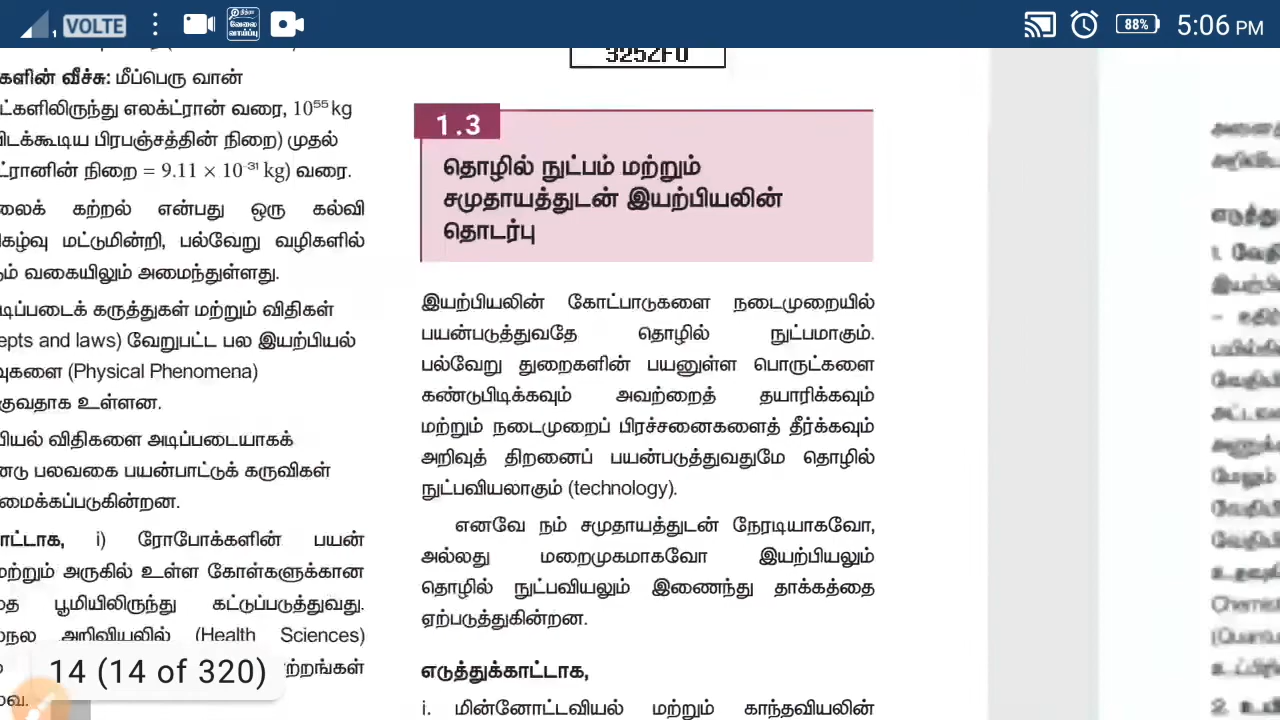 VOLTE
88%
5:06 PM
களின் வீச்சு: மீப்பெரு வான்
ட்களிலிருந்து எலக்ட்ரான் வரை, 10⁵⁵ kg
டக்கூடிய பிரபஞ்சத்தின் நிறை) முதல்
ட்ரானின் நிறை = 9.11 × 10⁻³¹ kg) வரை.
லைக் கற்றல் என்பது ஒரு கல்வி
கழ்வு மட்டுமின்றி, பல்வேறு வழிகளில்
ம் வகையிலும் அமைந்துள்ளது.
டிப்படைக் கருத்துகள் மற்றும் விதிகள்
epts and laws) வேறுபட்ட பல இயற்பியல்
வுகளை (Physical Phenomena)
குவதாக உள்ளன.
பியல் விதிகளை அடிப்படையாகக்
டு பலவகை பயன்பாட்டுக் கருவிகள்
மைக்கப்படுகின்றன.
ாட்டாக, i) ரோபோக்களின் பயன்
மற்றும் அருகில் உள்ள கோள்களுக்கான
தை பூமியிலிருந்து கட்டுப்படுத்துவது.
நல அறிவியலில் (Health Sciences)
ற்றங்கள்
வை.
14 (14 of 320)
3252FU
1.3
தொழில் நுட்பம் மற்றும்
சமுதாயத்துடன் இயற்பியலின்
தொடர்பு
இயற்பியலின் கோட்பாடுகளை நடைமுறையில்
பயன்படுத்துவதே தொழில் நுட்பமாகும்.
பல்வேறு துறைகளின் பயனுள்ள பொருட்களை
கண்டுபிடிக்கவும் அவற்றைத் தயாரிக்கவும்
மற்றும் நடைமுறைப் பிரச்சனைகளைத் தீர்க்கவும்
அறிவுத் திறனைப் பயன்படுத்துவதுமே தொழில்
நுட்பவியலாகும் (technology).
எனவே நம் சமுதாயத்துடன் நேரடியாகவோ,
அல்லது மறைமுகமாகவோ இயற்பியலும்
தொழில் நுட்பவியலும் இணைந்து தாக்கத்தை
ஏற்படுத்துகின்றன.
எடுத்துக்காட்டாக,
i. மின்னோட்டவியல் மற்றும் காந்தவியலின்